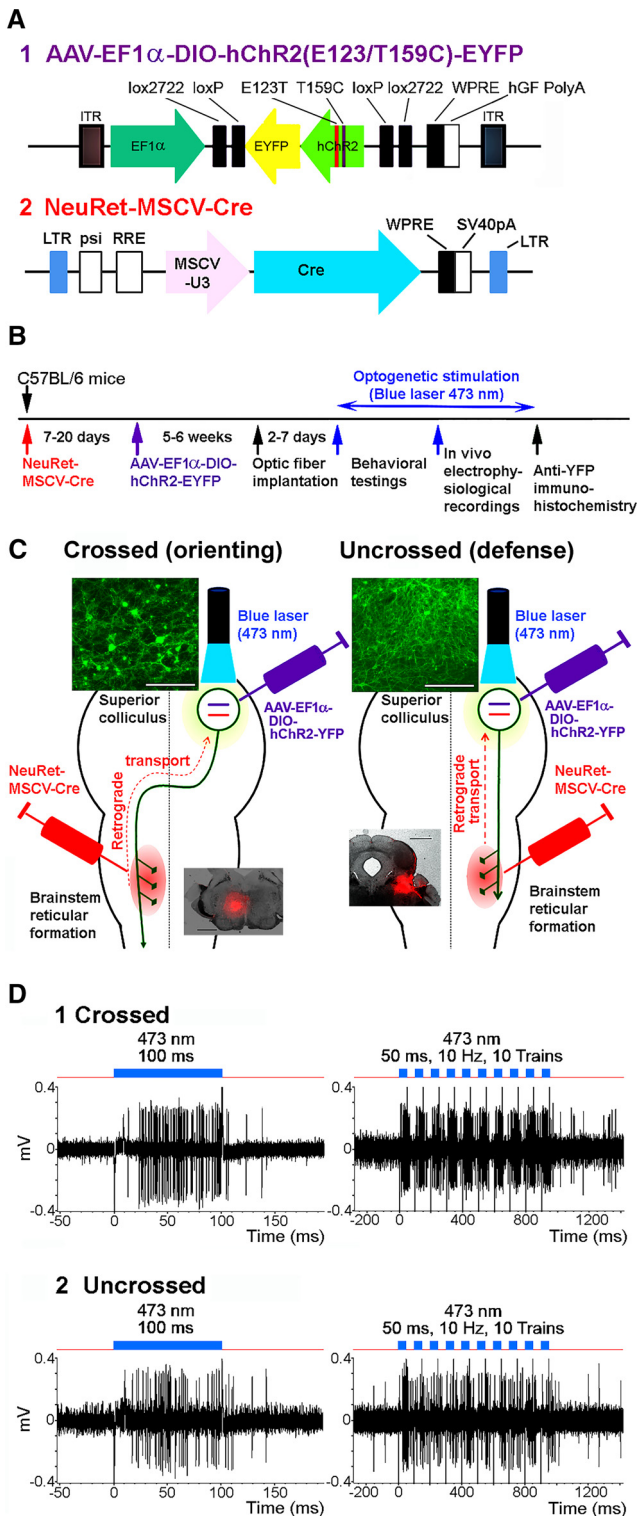 A
1 AAV-EF1α-DIO-hChR2(E123/T159C)-EYFP
lox2722 loxP E123T T159C loxP lox2722 WPRE hGF PolyA
ITR EF1α EYFP hChR2 ITR
2 NeuRet-MSCV-Cre
LTR psi RRE WPRE SV40pA LTR
MSCV
-U3
Cre
B
C57BL/6 mice
Optogenetic stimulation
(Blue laser 473 nm)
7-20 days 5-6 weeks 2-7 days
NeuRet-
MSCV-Cre
AAV-EF1α-DIO-
hChR2-EYFP
Optic fiber
implantation
Behavioral
testings
In vivo
electrophy-
siological
recordings
Anti-YFP
immuno-
histochemistry
C
Crossed (orienting)
Blue laser
(473 nm)
Superior
colliculus
AAV-EF1α-
DIO-
hChR2-YFP
transport
Retrograde
NeuRet-
MSCV-Cre
Brainstem
reticular
formation
Uncrossed (defense)
Blue laser
(473 nm)
Superior
colliculus
AAV-EF1α-
DIO-
hChR2-YFP
Retrograde
transport
NeuRet-
MSCV-Cre
Brainstem
reticular
formation
D
1 Crossed
473 nm
100 ms
0.4
0
-0.4
mV
-50 0 50 100 150
Time (ms)
473 nm
50 ms, 10 Hz, 10 Trains
-200 0 400 800 1200
Time (ms)
2 Uncrossed
473 nm
100 ms
0.4
0
-0.4
mV
-50 0 50 100 150
Time (ms)
473 nm
50 ms, 10 Hz, 10 Trains
0.4
0
-0.4
-200 0 400 800 1200
Time (ms)